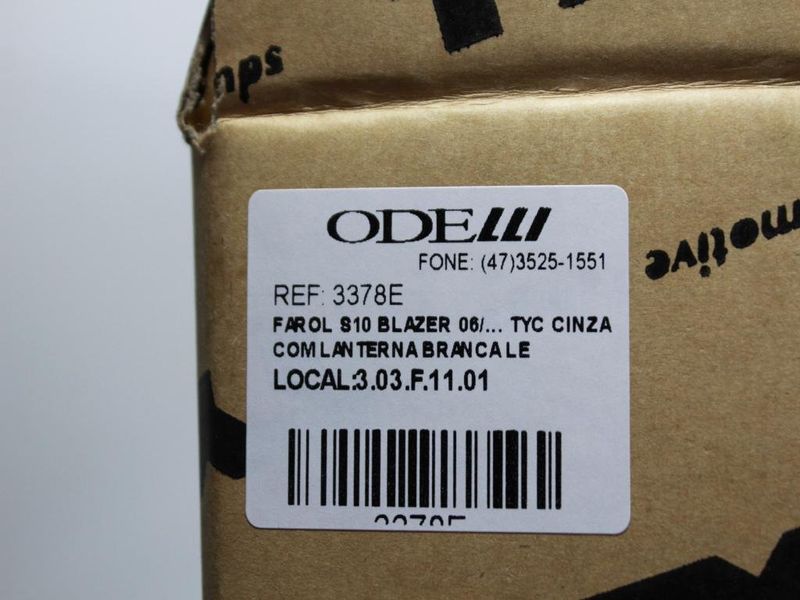 ODE
FONE: (47)3525-1551
REF: 3378E
FAROL S10 BLAZER 06/... TYC CINZA
COM LANTERNA BRANCA LE
LOCAL:3.03.F.11.01
3378E
motive
mps